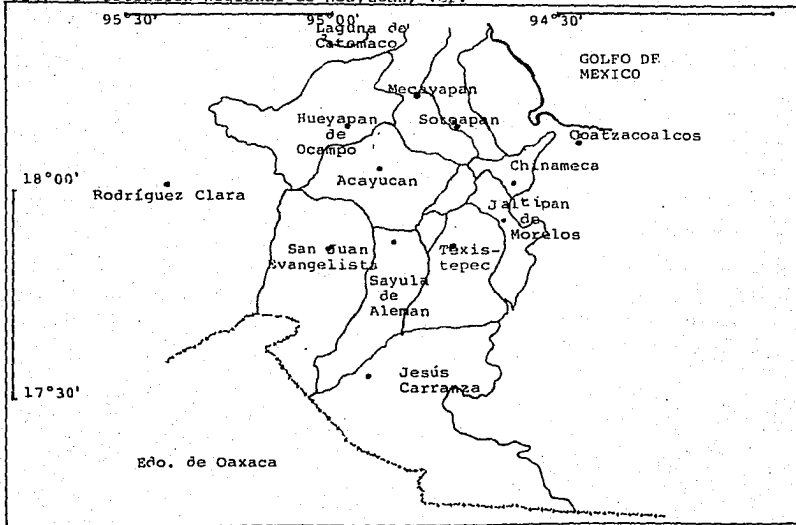 95°30'
95°00'
94°30'
Laguna de
Catemaco
GOLFO DE
MEXICO
Mecayapan
Hueyapan
de
Ocampo
Soteapan
Coatzacoalcos
Chinameca
18°00'
Rodríguez Clara
Acayucan
Jaltipan
de
Morelos
San Juan
Evangelista
Texis-
tepec
Sayula
de
Aleman
Jesús
Carranza
17°30'
Edo. de Oaxaca